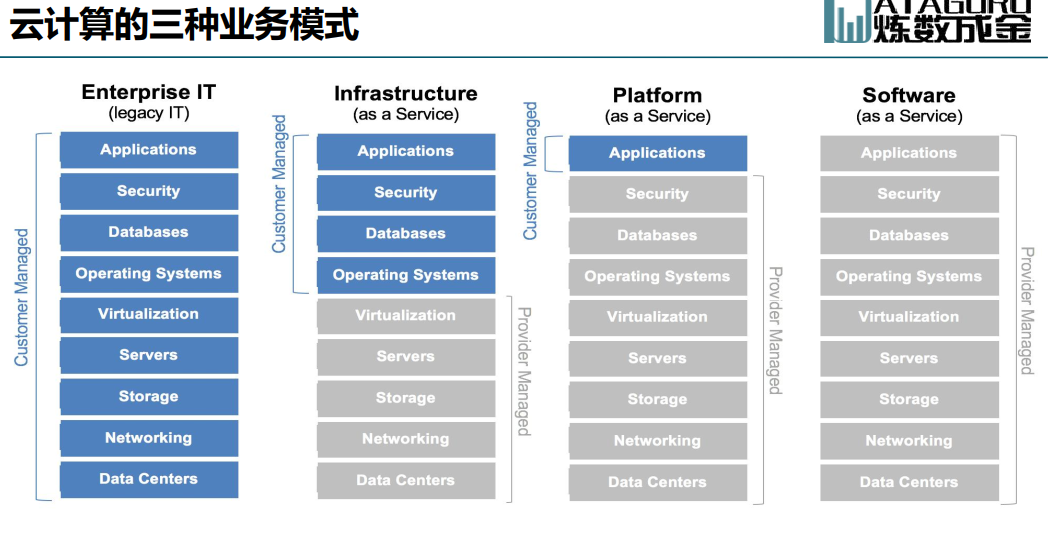 云计算的三种业务模式
ATAGURU
炼数成金
Enterprise IT
(legacy IT)
Customer Managed
Applications
Security
Databases
Operating Systems
Virtualization
Servers
Storage
Networking
Data Centers
Infrastructure
(as a Service)
Customer Managed
Applications
Security
Databases
Operating Systems
Virtualization
Servers
Storage
Networking
Data Centers
Provider Managed
Platform
(as a Service)
Customer Managed
Applications
Security
Databases
Operating Systems
Virtualization
Servers
Storage
Networking
Data Centers
Provider Managed
Software
(as a Service)
Applications
Security
Databases
Operating Systems
Virtualization
Servers
Storage
Networking
Data Centers
Provider Managed